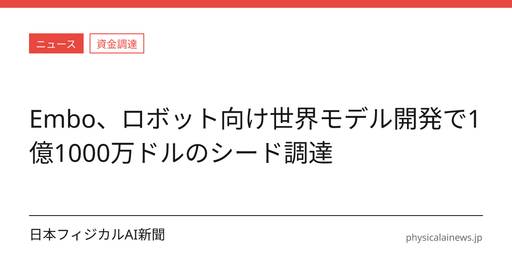 ニュース 資金調達
Embo、ロボット向け世界モデル開発で1
億1000万ドルのシード調達
日本フィジカルAI新聞
physicalainews.jp